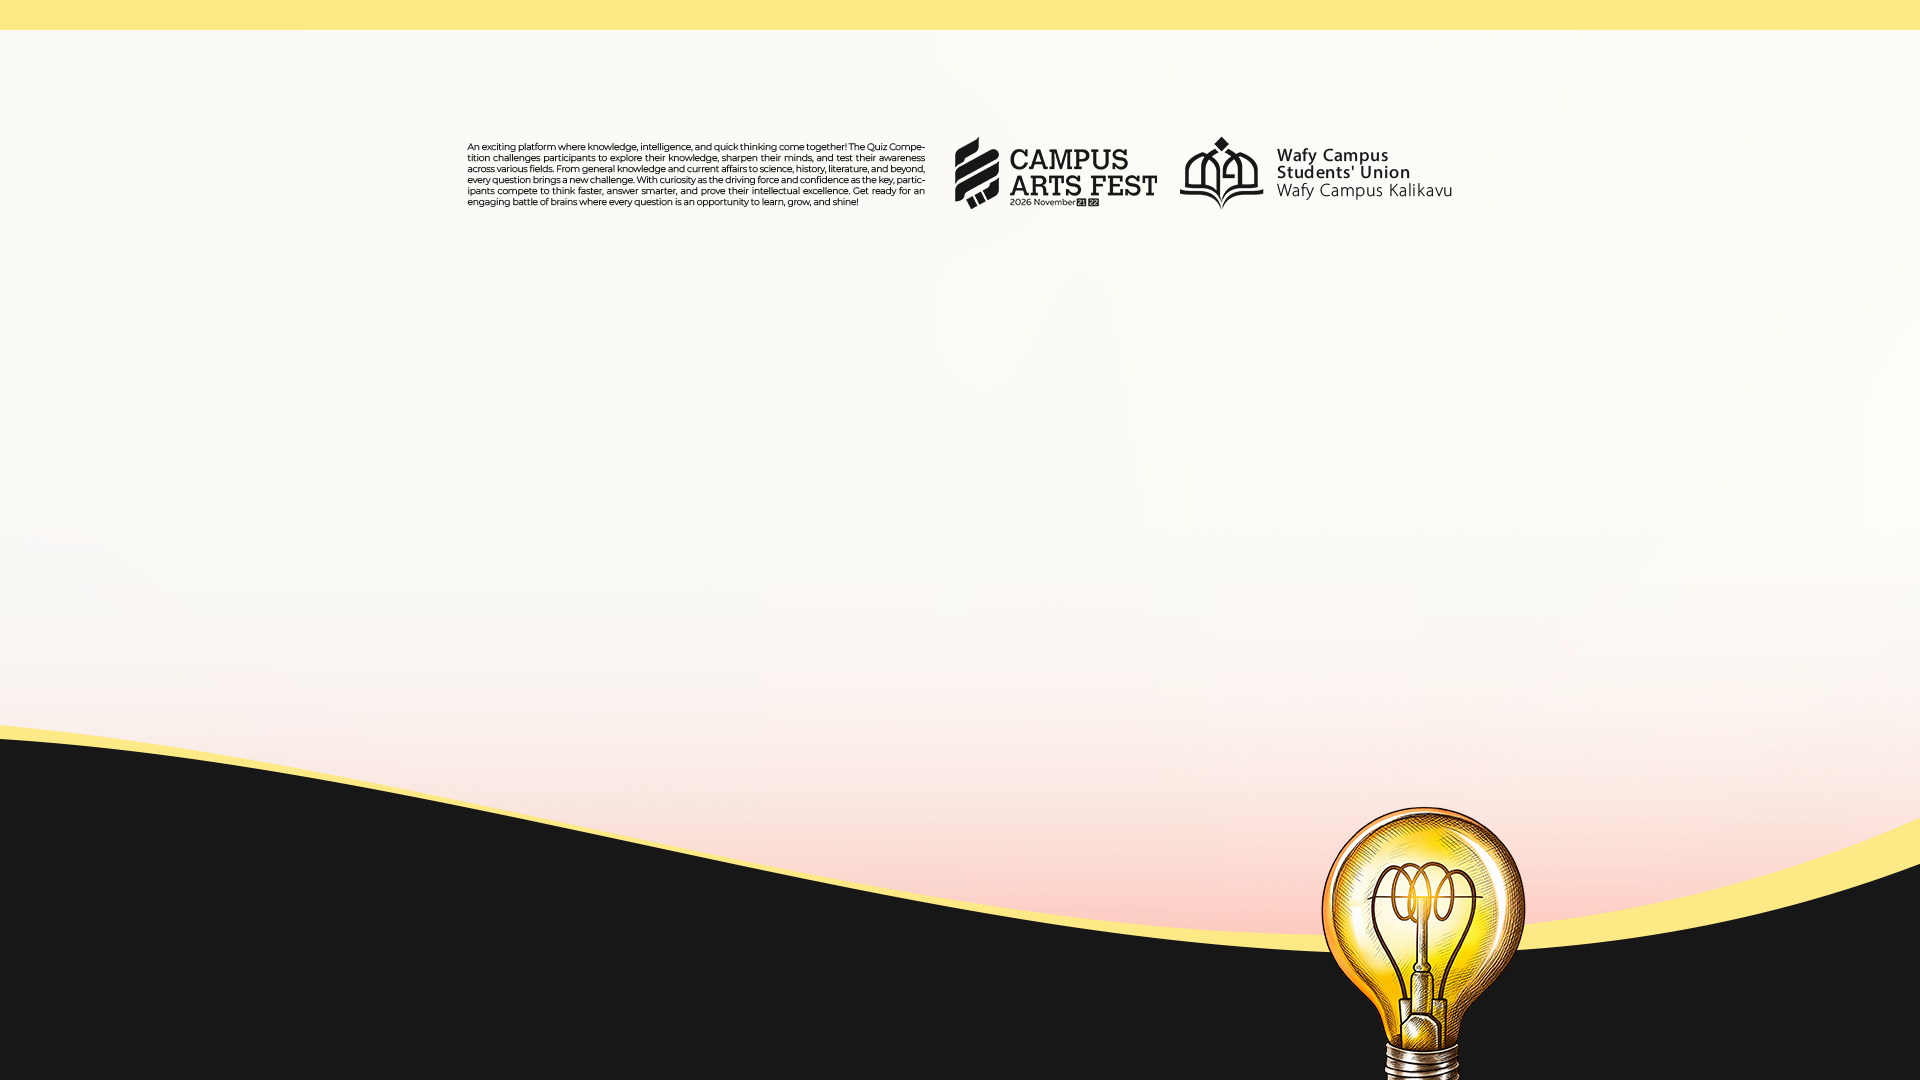 An exciting platform where knowledge, intelligence, and quick thinking come together! The Quiz Compe-
tition challenges participants to explore their knowledge, sharpen their minds, and test their awareness
across various fields. From general knowledge and current affairs to science, history, literature, and beyond,
every question brings a new challenge. With curiosity as the driving force and confidence as the key, partic-
ipants compete to think faster, answer smarter, and prove their intellectual excellence. Get ready for an
engaging battle of brains where every question is an opportunity to learn, grow, and shine!
CAMPUS
ARTS FEST
2026 November 21 22
Wafy Campus
Students' Union
Wafy Campus Kalikavu